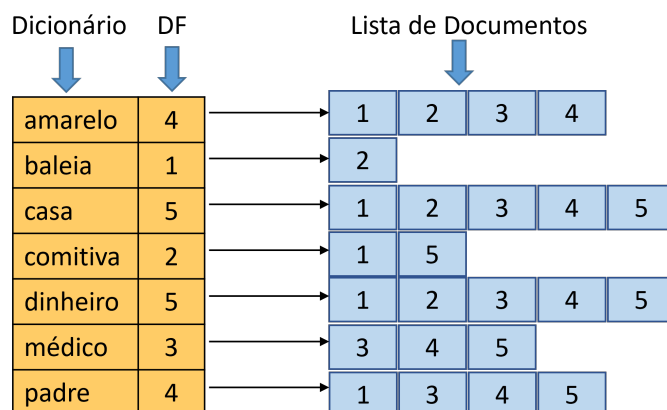 Dicionário DF Lista de Documentos
amarelo 4 1 2 3 4
baleia 1 2
casa 5 1 2 3 4 5
comitiva 2 1 5
dinheiro 5 1 2 3 4 5
médico 3 3 4 5
padre 4 1 3 4 5